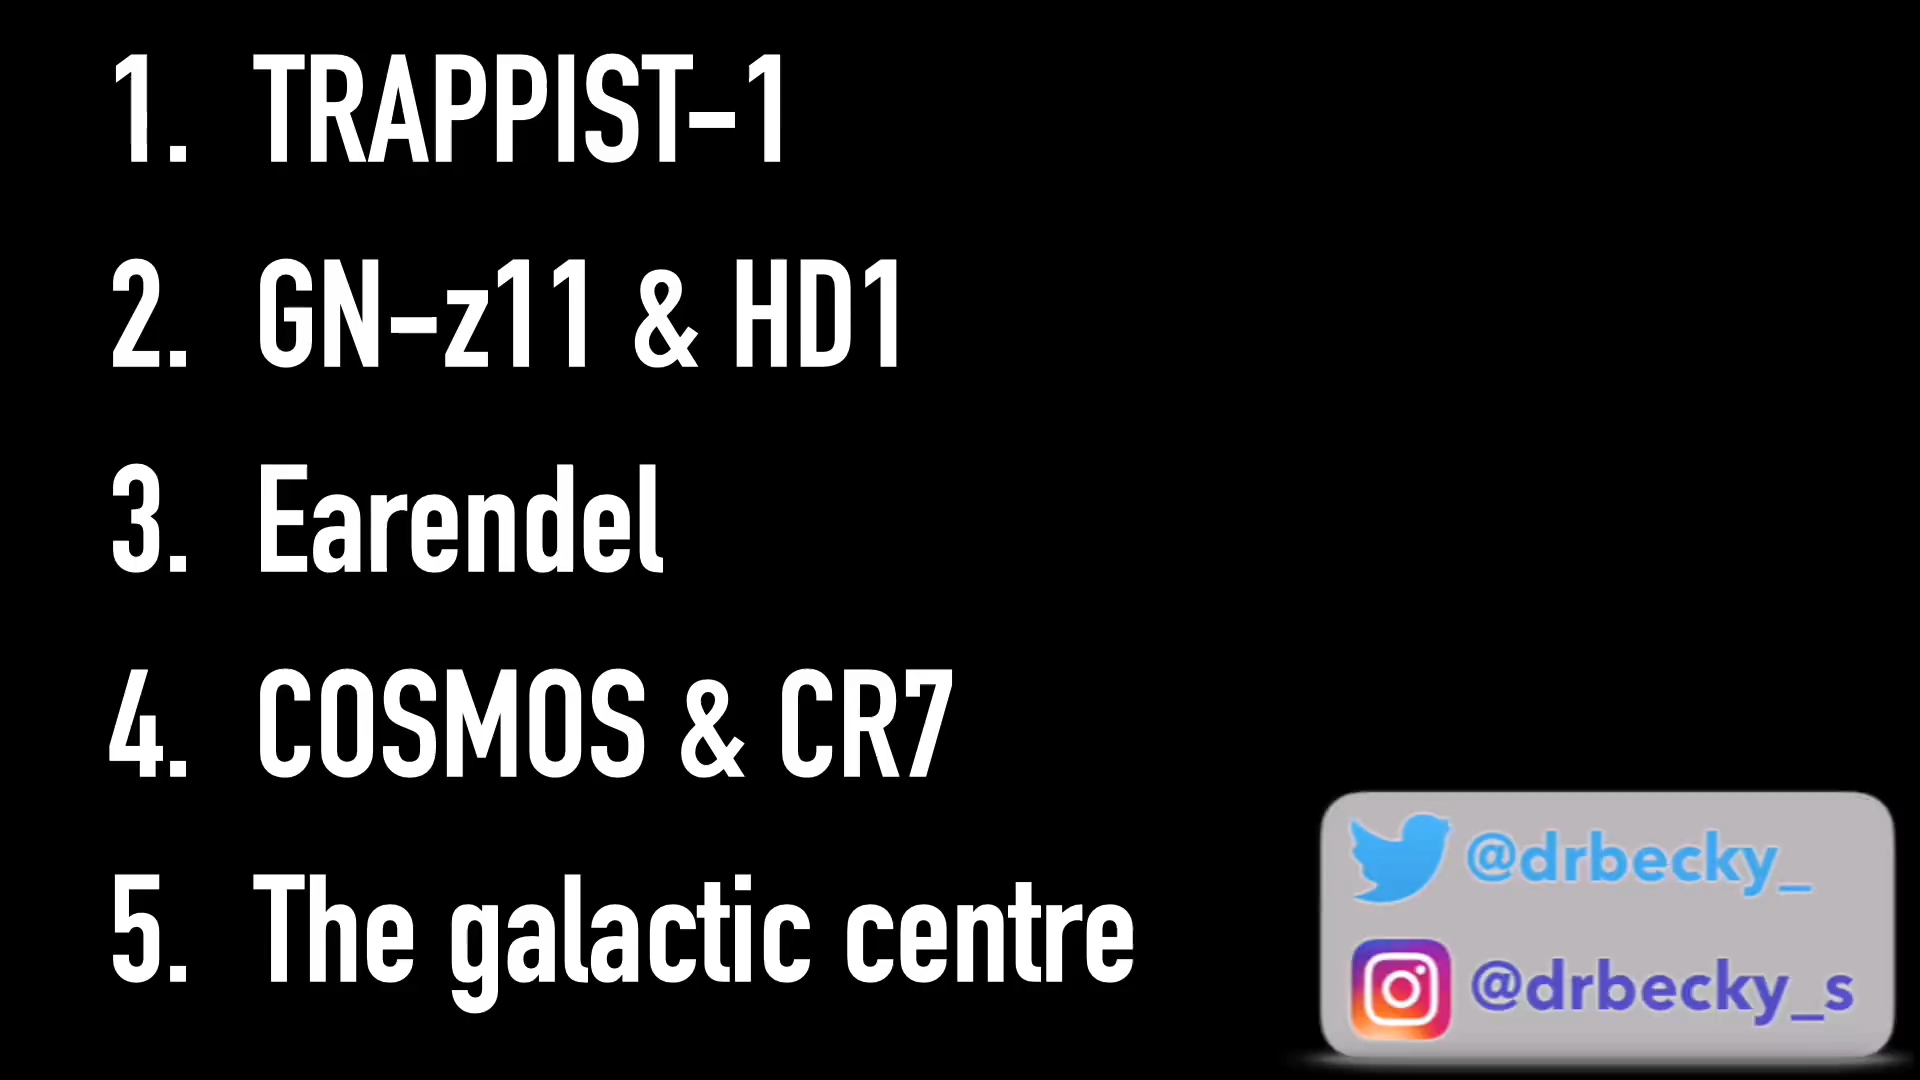 1. TRAPPIST-1
2. GN-z11 & HD1
3. Earendel
4. COSMOS & CR7
5. The galactic centre
@drbecky_
@drbecky_s